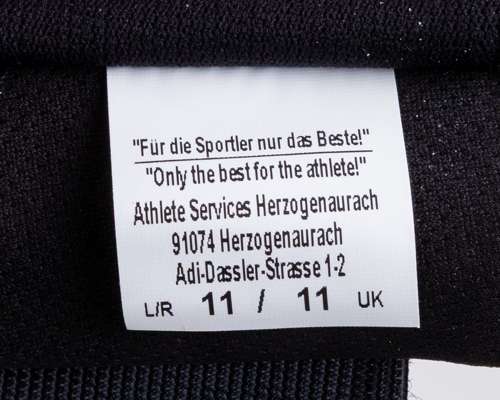 "Für die Sportler nur das Beste!"
"Only the best for the athlete!"
Athlete Services Herzogenaurach
91074 Herzogenaurach
Adi-Dassler-Strasse 1-2
L/R 11 / 11 UK